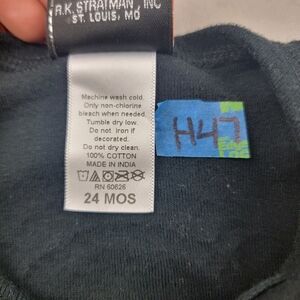 R.K. STRATMAN, INC
ST. LOUIS, MO
Machine wash cold.
Only non-chlorine
bleach when needed.
Tumble dry low.
Do not iron if
decorated.
Do not dry clean.
100% COTTON
MADE IN INDIA
RN 60626
24 MOS
H47